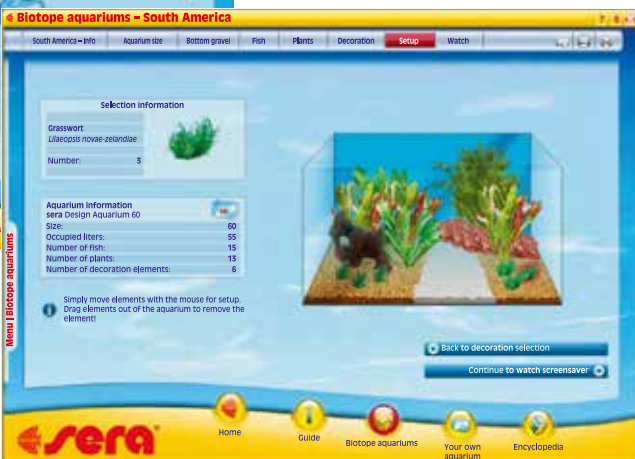 Biotope aquariums – South America
South America – Info Aquarium size Bottom gravel Fish Plants Decoration Setup Watch
Selection information
Grasswort
Lilaeopsis novae-zelandiae
Number: 3
Aquarium information
sera Design Aquarium 60
Size: 60
Occupied liters: 55
Number of fish: 15
Number of plants: 13
Number of decoration elements: 6
Simply move elements with the mouse for setup.
Drag elements out of the aquarium to remove the
element!
Menu | Biotope aquariums
Back to decoration selection
Continue to watch screensaver
sera
Home
Guide
Biotope aquariums
Your own
aquarium
Encyclopedia